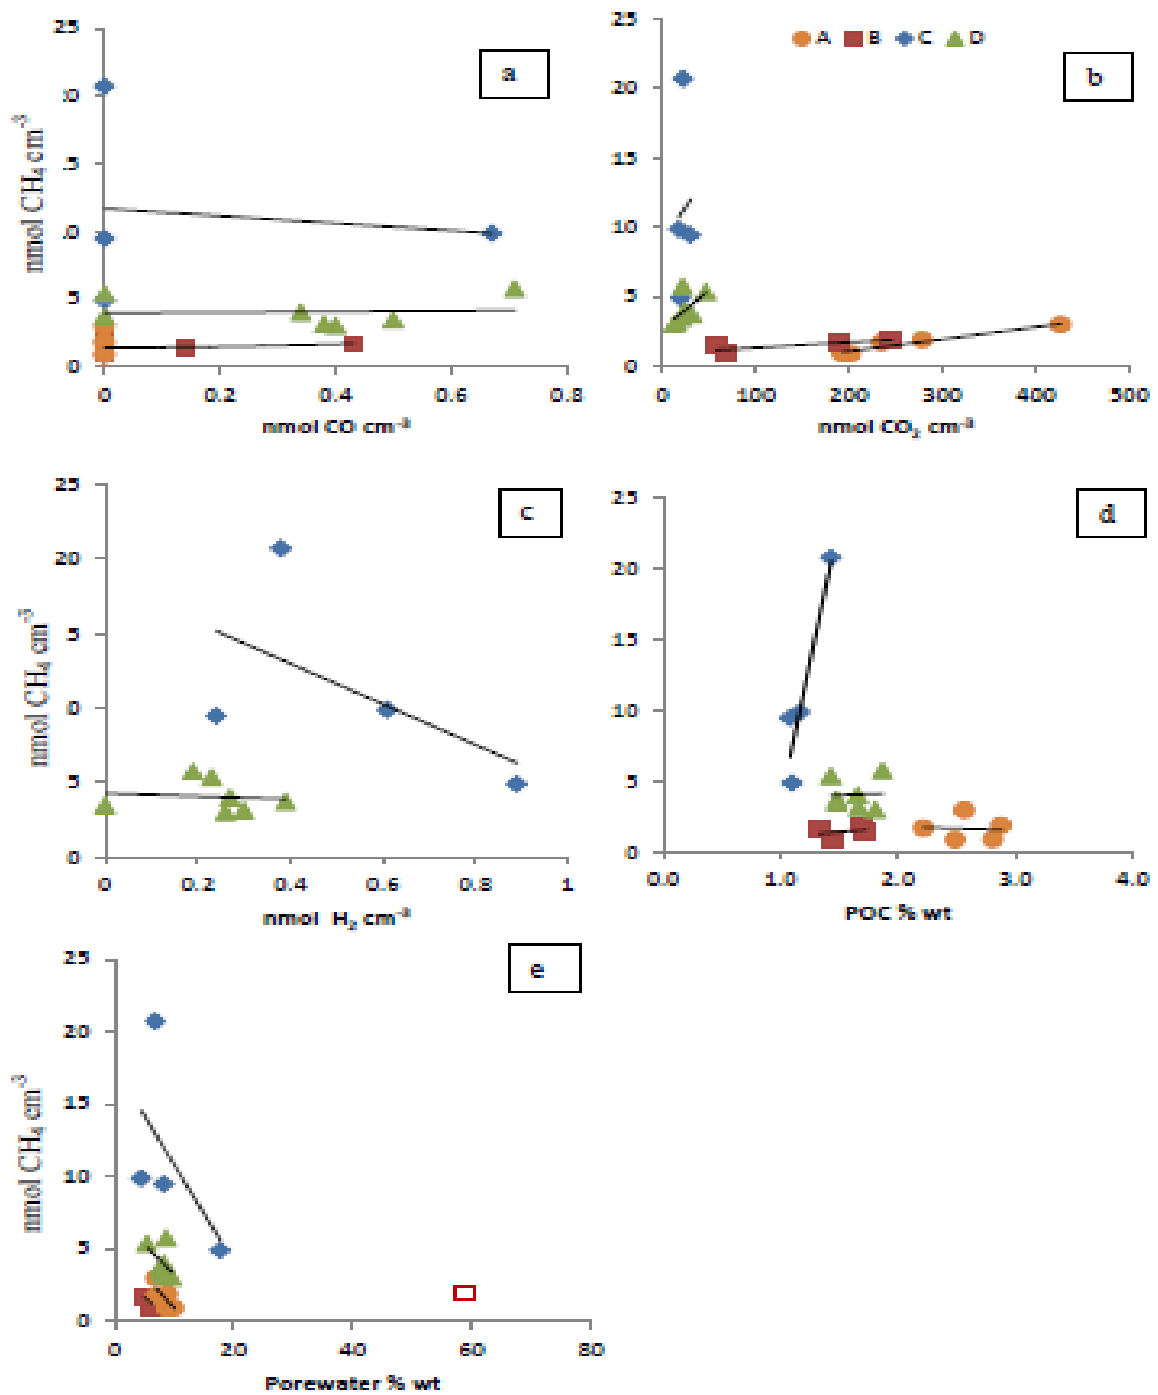 25
:0
:5
:0
5
0
nmol CH₄ cm⁻³
a
0 0.2 0.4 0.6 0.8
nmol CO cm⁻³
25
20
15
10
5
0
A B C D
b
0 100 200 300 400 500
nmol CO₂ cm⁻³
25
20
:5
:0
5
0
nmol CH₄ cm⁻³
c
0 0.2 0.4 0.6 0.8 1
nmol H₂ cm⁻³
25
20
15
10
5
0
d
0.0 1.0 2.0 3.0 4.0
POC % wt
25
20
15
10
5
0
nmol CH₄ cm⁻³
e
0 20 40 60 80
Porewater % wt